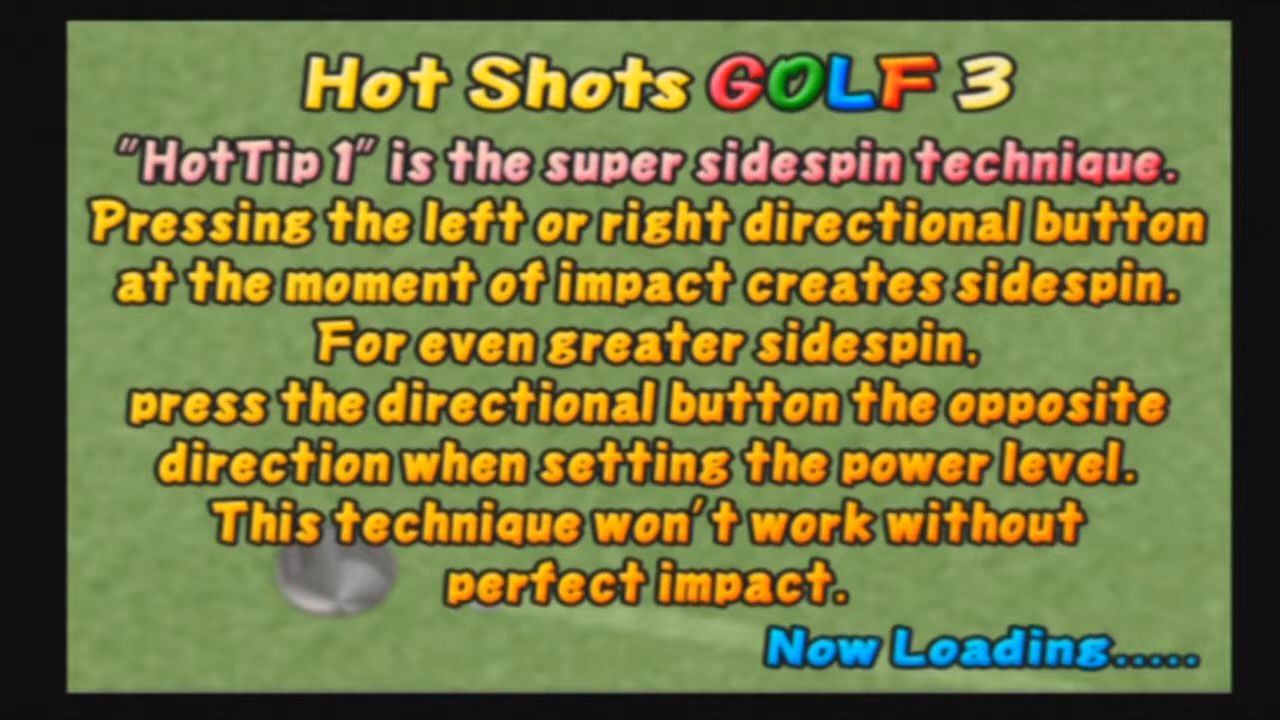 Hot Shots GOLF 3
"HotTip 1" is the super sidespin technique.
Pressing the left or right directional button
at the moment of impact creates sidespin.
For even greater sidespin,
press the directional button the opposite
direction when setting the power level.
This technique won't work without
perfect impact.
Now Loading.....